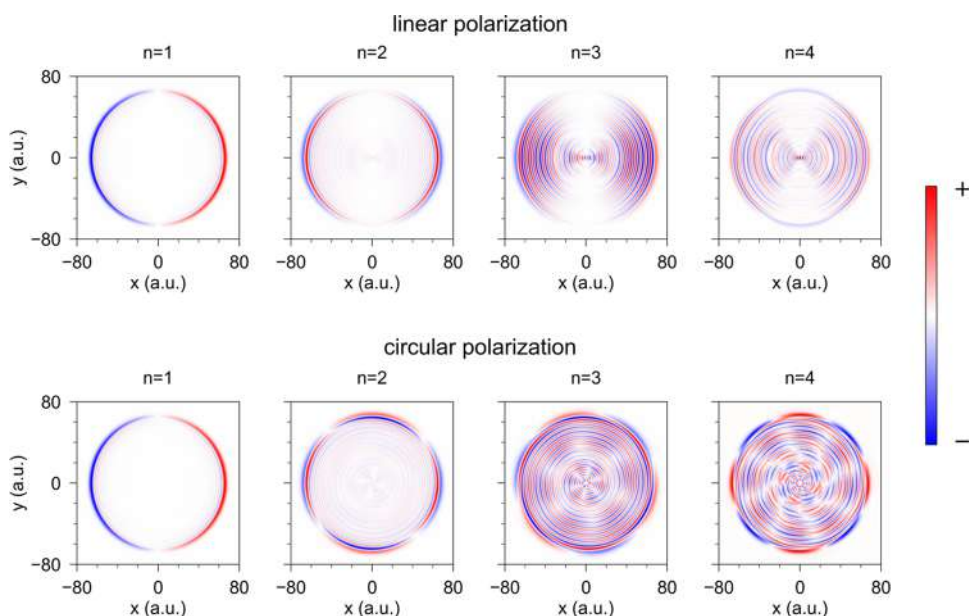 linear polarization
n=1 n=2 n=3 n=4
80
0
−80
y (a.u.)
−80 0 80 −80 0 80 −80 0 80 −80 0 80
x (a.u.) x (a.u.) x (a.u.) x (a.u.)
+
−
circular polarization
n=1 n=2 n=3 n=4
80
0
−80
y (a.u.)
−80 0 80 −80 0 80 −80 0 80 −80 0 80
x (a.u.) x (a.u.) x (a.u.) x (a.u.)